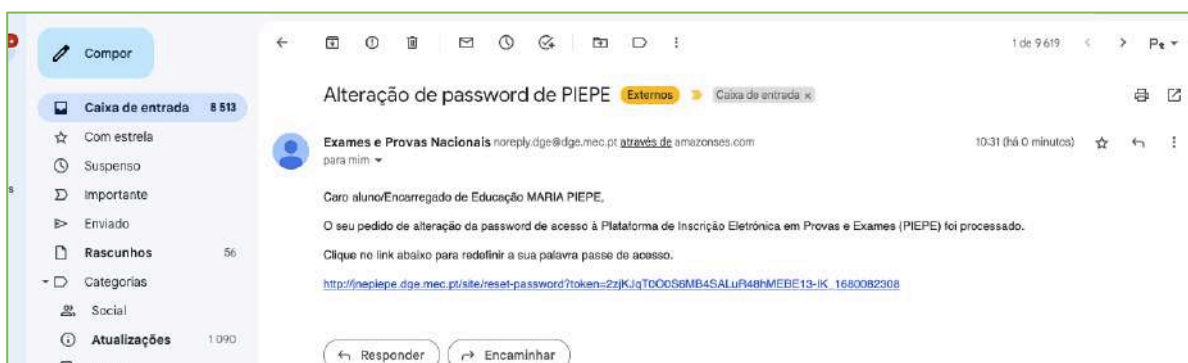 Compor
1 de 9 619
Alteração de password de PIEPE Externos Caixa de entrada x
Caixa de entrada 8 513
Com estrela
Exames e Provas Nacionais noreply.dge@dge.mec.pt através de amazonses.com 10:31 (há 0 minutos)
para mim
Suspenso
Importante
Caro aluno/Encarregado de Educação MARIA PIEPE,
Enviado
O seu pedido de alteração da password de acesso à Plataforma de Inscrição Eletrónica em Provas e Exames (PIEPE) foi processado.
Rascunhos 56
Clique no link abaixo para redefinir a sua palavra passe de acesso.
Categorias
http://jnepiepe.dge.mec.pt/site/reset-password?token=2zjKJqT0O0S6MB4SALuR48hMEBE13-IK_1680082308
Social
Atualizações 1 090
Responder Encaminhar